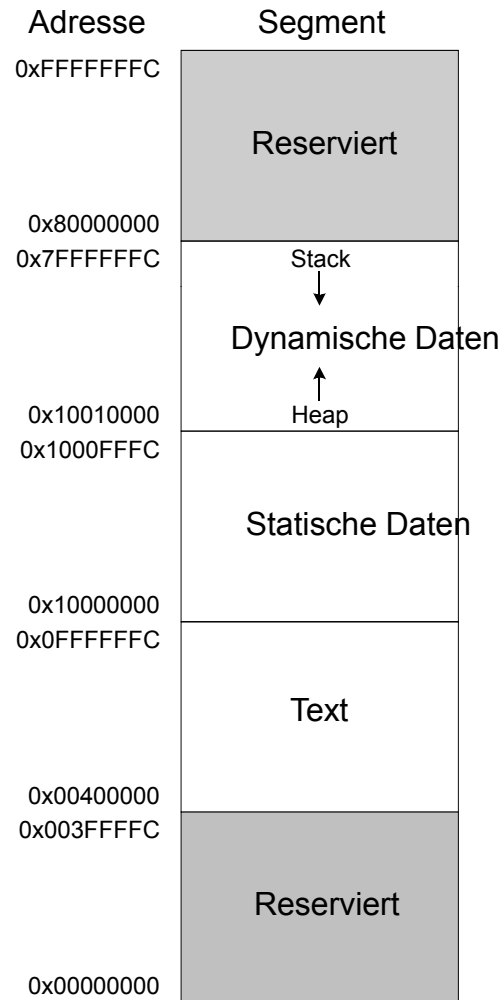 Adresse Segment
0xFFFFFFFC
Reserviert
0x80000000
0x7FFFFFFC Stack
Dynamische Daten
0x10010000 Heap
0x1000FFFC
Statische Daten
0x10000000
0x0FFFFFFC
Text
0x00400000
0x003FFFFC
Reserviert
0x00000000